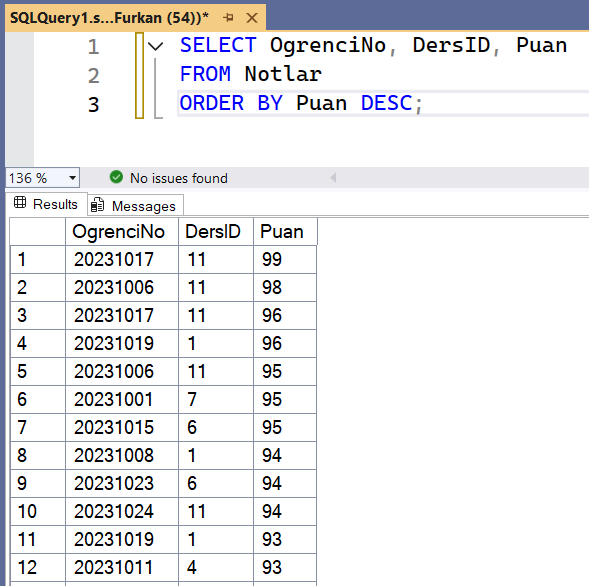 SQLQuery1.s...Furkan (54))*
1 SELECT OgrenciNo, DersID, Puan
2 FROM Notlar
3 ORDER BY Puan DESC;
136 % No issues found
Results Messages
OgrenciNo DersID Puan
1 20231017 11 99
2 20231006 11 98
3 20231017 11 96
4 20231019 1 96
5 20231006 11 95
6 20231001 7 95
7 20231015 6 95
8 20231008 1 94
9 20231023 6 94
10 20231024 11 94
11 20231019 1 93
12 20231011 4 93